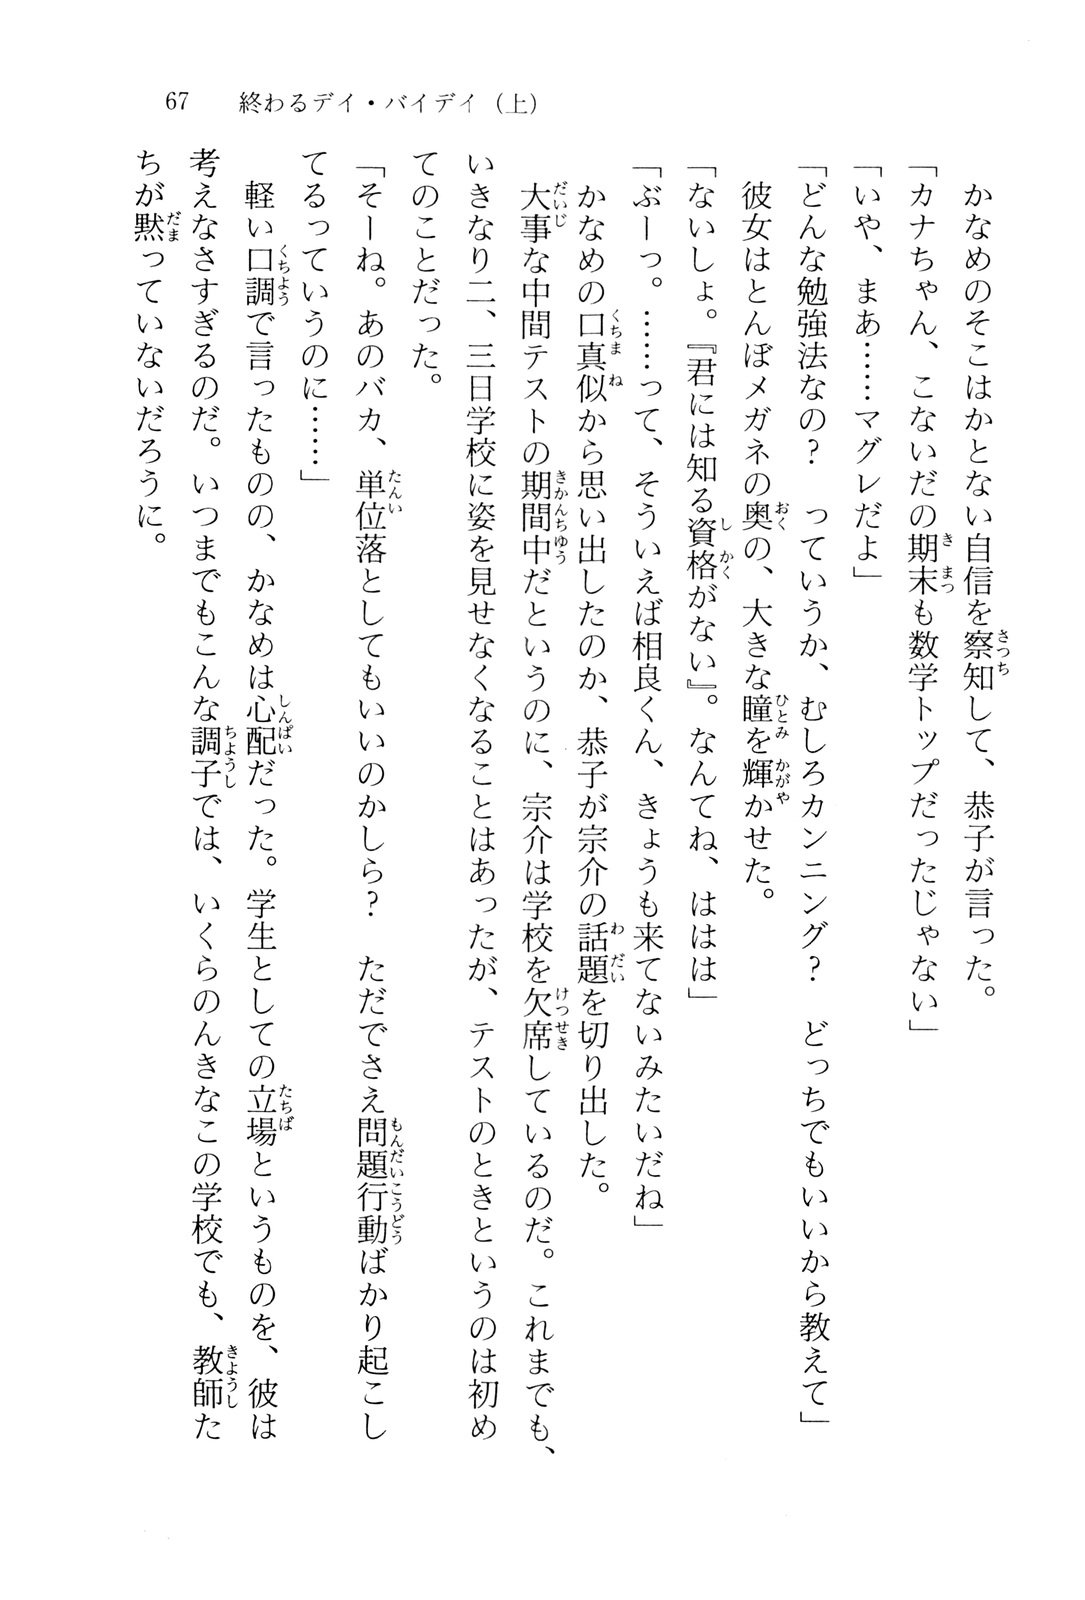 67　終わるデイ・バイデイ（上）
　かなめのそこはかとない自信を察知して、恭子が言った。
「カナちゃん、こないだの期末も数学トップだったじゃない」
「いや、まあ……マグレだよ」
「どんな勉強法なの？　っていうか、むしろカンニング？　どっちでもいいから教えて」
　彼女はとんぼメガネの奥の、大きな瞳を輝かせた。
「ないしょ。『君には知る資格がない』。なんてね、ははは」
「ぶーっ。……って、そういえば相良くん、きょうも来てないみたいだね」
　かなめの口真似から思い出したのか、恭子が宗介の話題を切り出した。
　大事な中間テストの期間中だというのに、宗介は学校を欠席しているのだ。これまでも、
いきなり二、三日学校に姿を見せなくなることはあったが、テストのときというのは初め
てのことだった。
「そーね。あのバカ、単位落としてもいいのかしら？　ただでさえ問題行動ばかり起こし
てるっていうのに……」
　軽い口調で言ったものの、かなめは心配だった。学生としての立場というものを、彼は
考えなさすぎるのだ。いつまでもこんな調子では、いくらのんきなこの学校でも、教師た
ちが黙っていないだろうに。